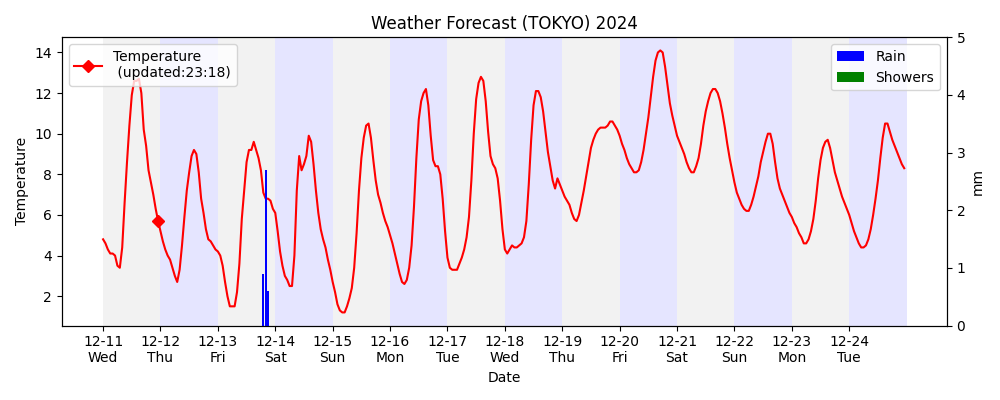 Weather Forecast (TOKYO) 2024
Temperature
(updated:23:18)
Rain
Showers
Temperature
14
12
10
8
6
4
2
5
4
3
2
1
0
mm
12-11 12-12 12-13 12-14 12-15 12-16 12-17 12-18 12-19 12-20 12-21 12-22 12-23 12-24
Wed Thu Fri Sat Sun Mon Tue Wed Thu Fri Sat Sun Mon Tue
Date